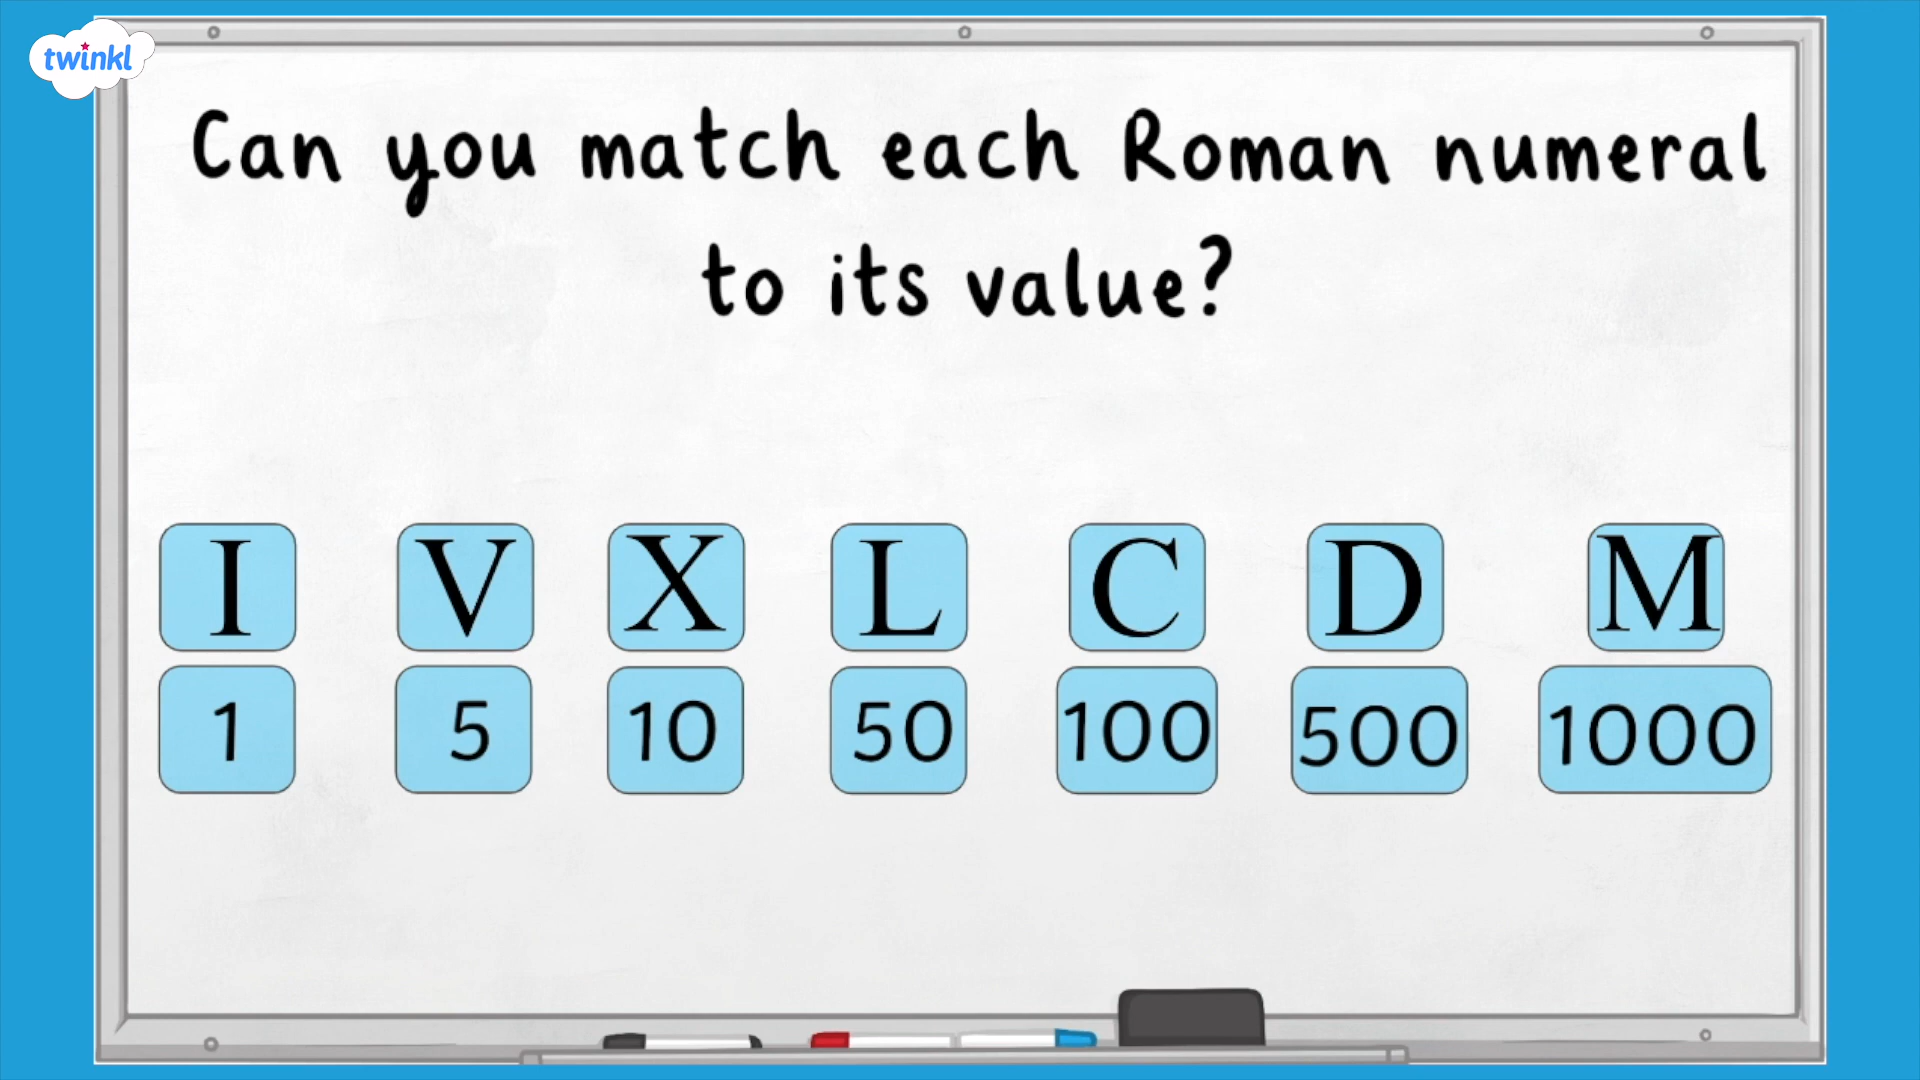 twinkl
Can you match each Roman numeral
to its value?
I V X L C D M
1 5 10 50 100 500 1000